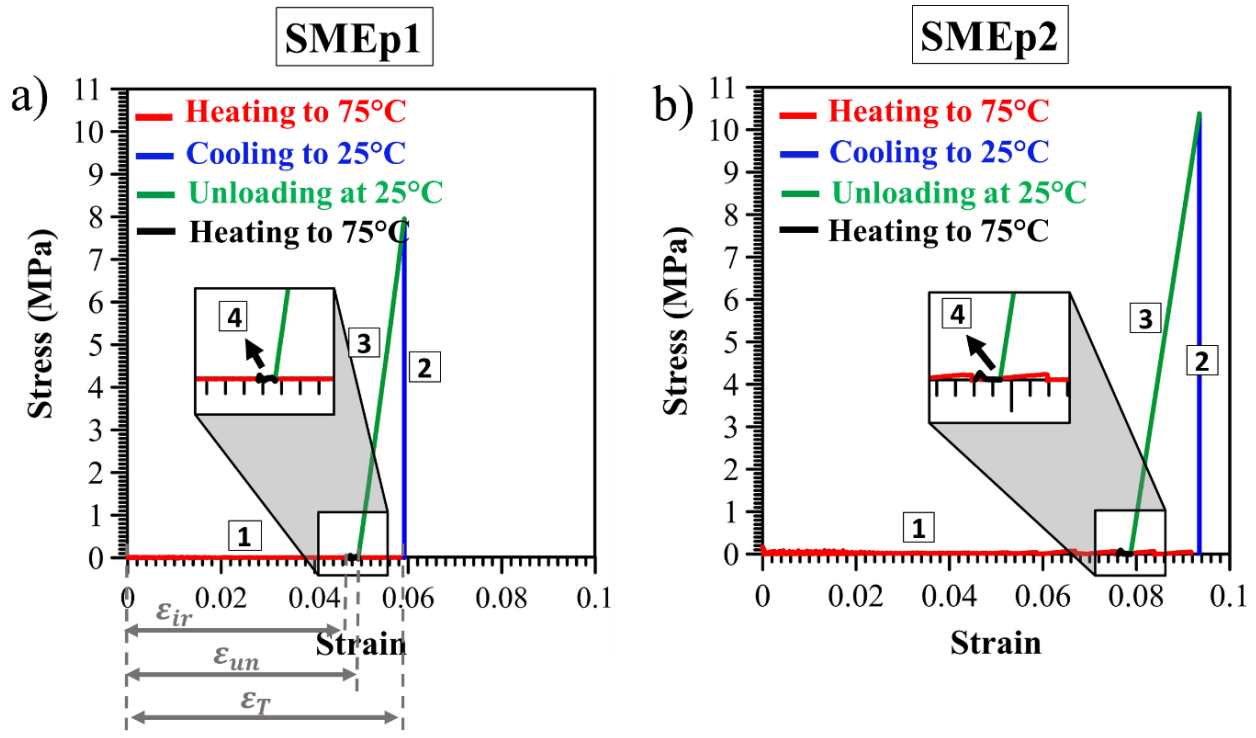 SMEp1
a)
Heating to 75°C
Cooling to 25°C
Unloading at 25°C
Heating to 75°C
11
10
9
8
7
6
5
4
3
2
1
0
Stress (MPa)
4
3
2
1
0
0.02
0.04
0.06
0.08
0.1
Strain
ε_ir
ε_un
ε_T
SMEp2
b)
Heating to 75°C
Cooling to 25°C
Unloading at 25°C
Heating to 75°C
11
10
9
8
7
6
5
4
3
2
1
0
Stress (MPa)
4
3
2
1
0
0.02
0.04
0.06
0.08
0.1
Strain